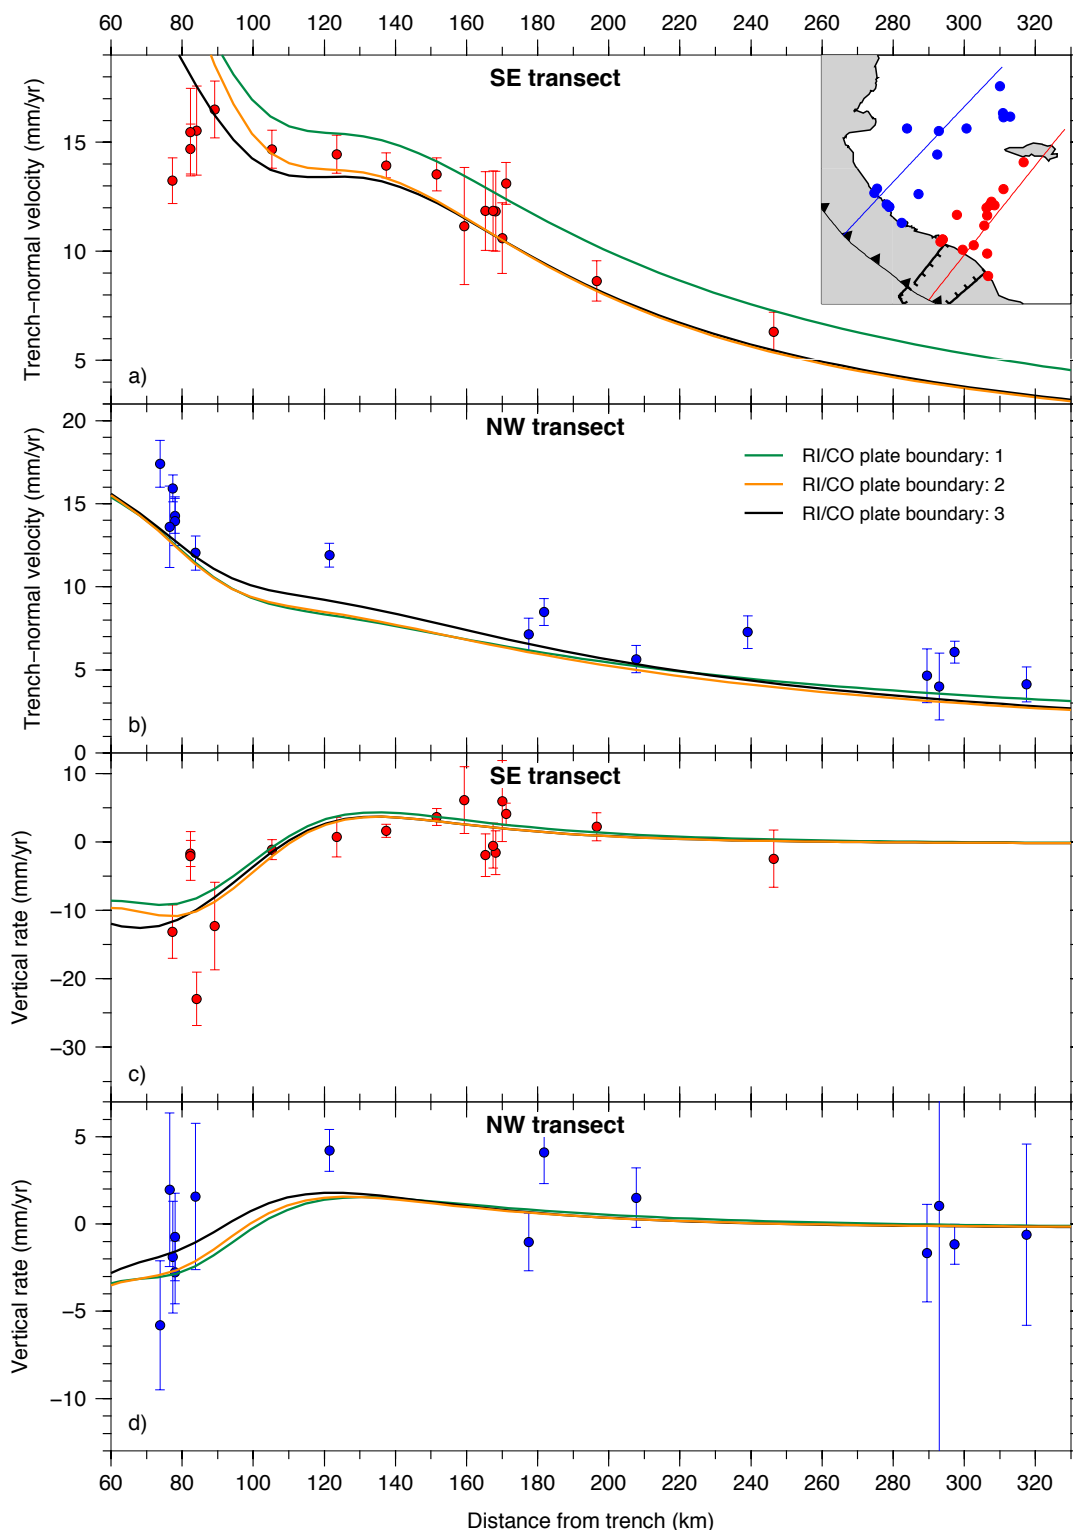 60 80 100 120 140 160 180 200 220 240 260 280 300 320
SE transect
Trench−normal velocity (mm/yr)
15
10
5
a)
NW transect
Trench−normal velocity (mm/yr)
20
15
10
5
0
RI/CO plate boundary: 1
RI/CO plate boundary: 2
RI/CO plate boundary: 3
b)
SE transect
Vertical rate (mm/yr)
10
0
−10
−20
−30
c)
NW transect
Vertical rate (mm/yr)
5
0
−5
−10
d)
60 80 100 120 140 160 180 200 220 240 260 280 300 320
Distance from trench (km)